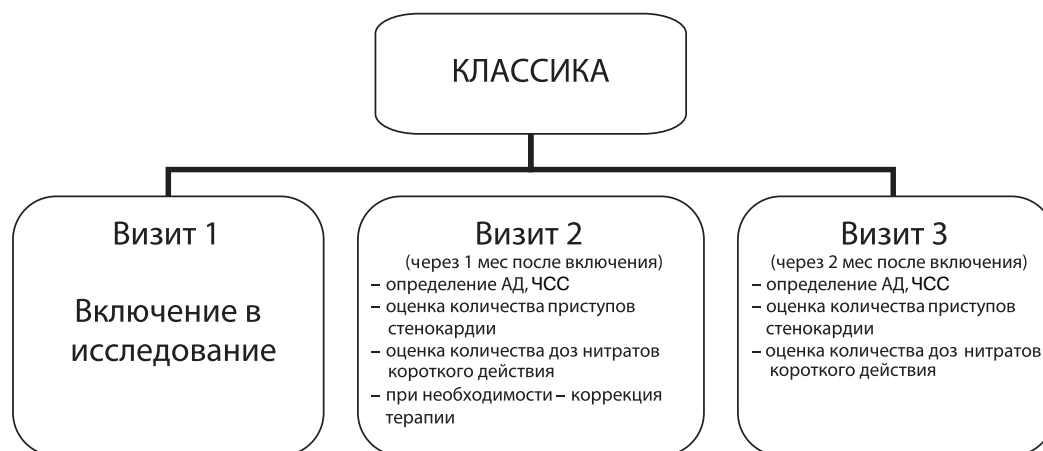 КЛАССИКА
Визит 1
Включение в
исследование
Визит 2
(через 1 мес после включения)
– определение АД, ЧСС
– оценка количества приступов
стенокардии
– оценка количества доз нитратов
короткого действия
– при необходимости – коррекция
терапии
Визит 3
(через 2 мес после включения)
– определение АД, ЧСС
– оценка количества приступов
стенокардии
– оценка количества доз нитратов
короткого действия